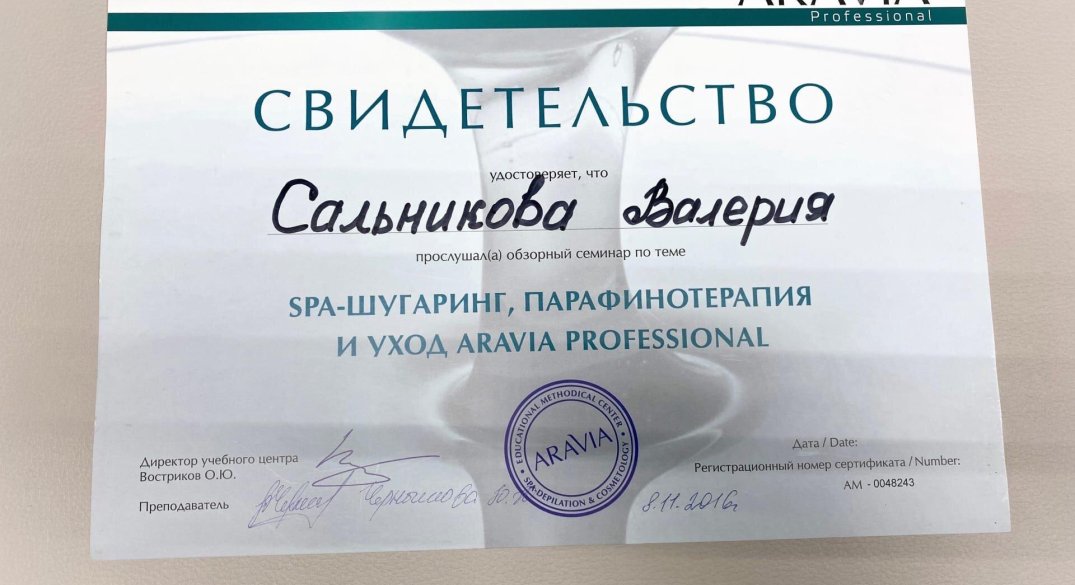 ARAVIA
Professional
СВИДЕТЕЛЬСТВО
удостоверяет, что
Сальникова Валерия
прослушал(а) обзорный семинар по теме
SPA-ШУГАРИНГ, ПАРАФИНОТЕРАПИЯ
И УХОД ARAVIA PROFESSIONAL
EDUCATIONAL METHODICAL CENTER
ARAVIA
SPA-DEPILATION & COSMETOLOGY
Директор учебного центра
Востриков О.Ю.
Преподаватель
Дата / Date:
Регистрационный номер сертификата / Number:
АМ - 0048243
8.11.2016г